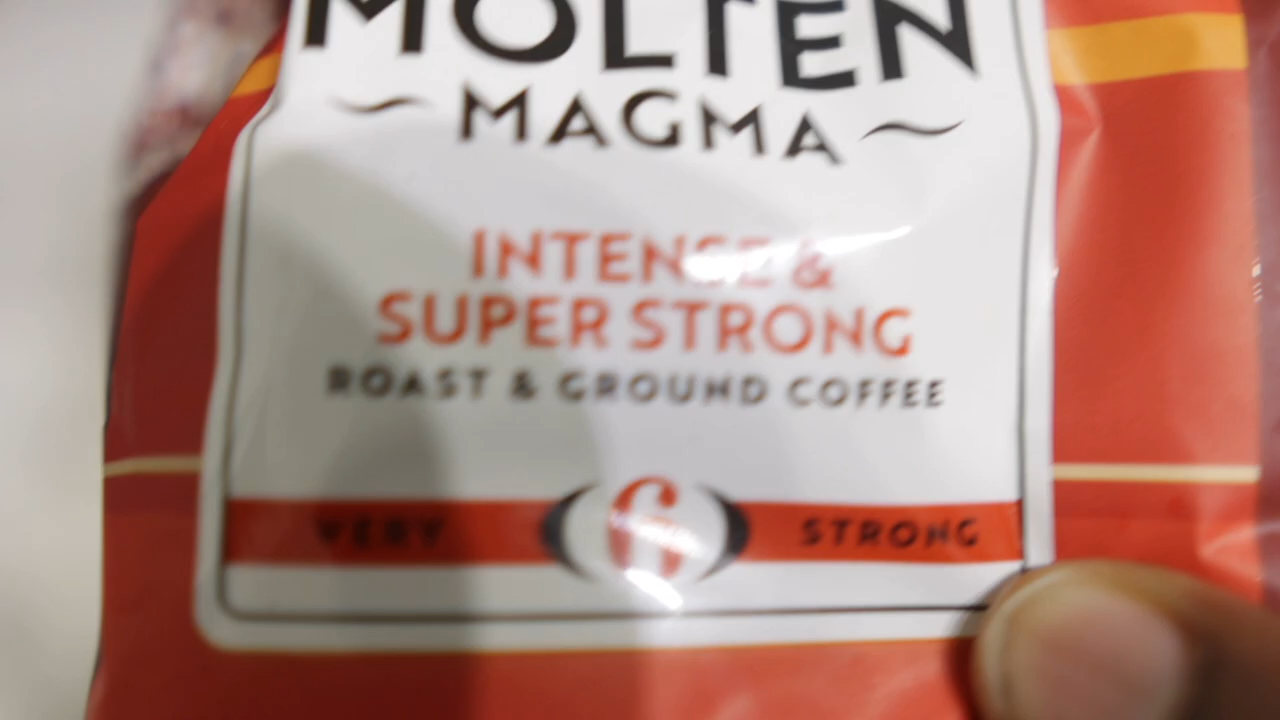 MOLTEN
~ MAGMA ~
INTENSE &
SUPER STRONG
ROAST & GROUND COFFEE
VERY 6 STRONG